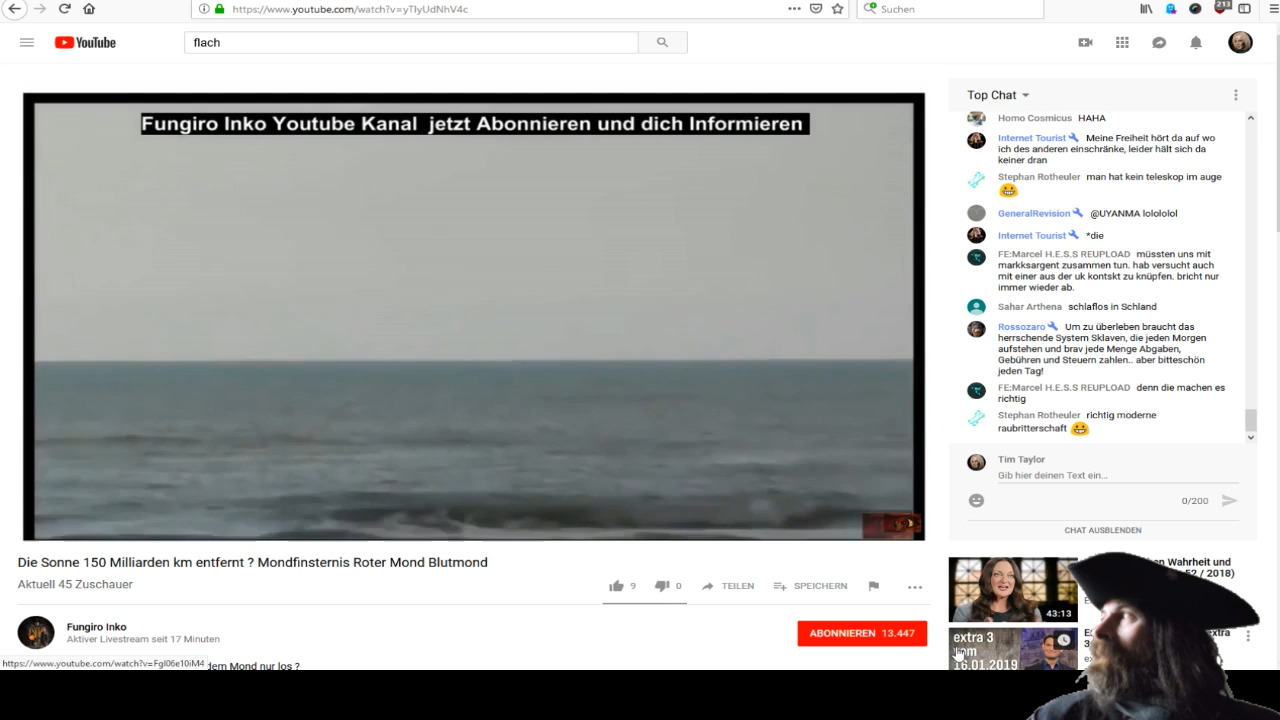 https://www.youtube.com/watch?v=yTIyUdNhV4c
Suchen
213
YouTube
flach
Fungiro Inko Youtube Kanal jetzt Abonnieren und dich Informieren
Top Chat
Homo Cosmicus HAHA
Internet Tourist Meine Freiheit hört da auf wo
ich des anderen einschränke, leider hält sich da
keiner dran
Stephan Rotheuler man hat kein teleskop im auge
GeneralRevision @UYANMA lolololol
Internet Tourist *die
FE:Marcel H.E.S.S REUPLOAD müssten uns mit
markksargent zusammen tun. hab versucht auch
mit einer aus der uk kontskt zu knüpfen. bricht nur
immer wieder ab.
Sahar Arthena schlaflos in Schland
Rossozaro Um zu überleben braucht das
herrschende System Sklaven, die jeden Morgen
aufstehen und brav jede Menge Abgaben,
Gebühren und Steuern zahlen.. aber bitteschön
jeden Tag!
FE:Marcel H.E.S.S REUPLOAD denn die machen es
richtig
Stephan Rotheuler richtig moderne
raubritterschaft
Tim Taylor
Gib hier deinen Text ein...
0/200
CHAT AUSBLENDEN
Die Sonne 150 Milliarden km entfernt ? Mondfinsternis Roter Mond Blutmond
Aktuell 45 Zuschauer
9
0
TEILEN
SPEICHERN
Fungiro Inko
Aktiver Livestream seit 17 Minuten
ABONNIEREN 13.447
dem Mond nur los ?
https://www.youtube.com/watch?v=FgI06e10iM4
43:13
Wahrheit und
52 / 2018)
extra 3
vom
16.01.2019
xtra